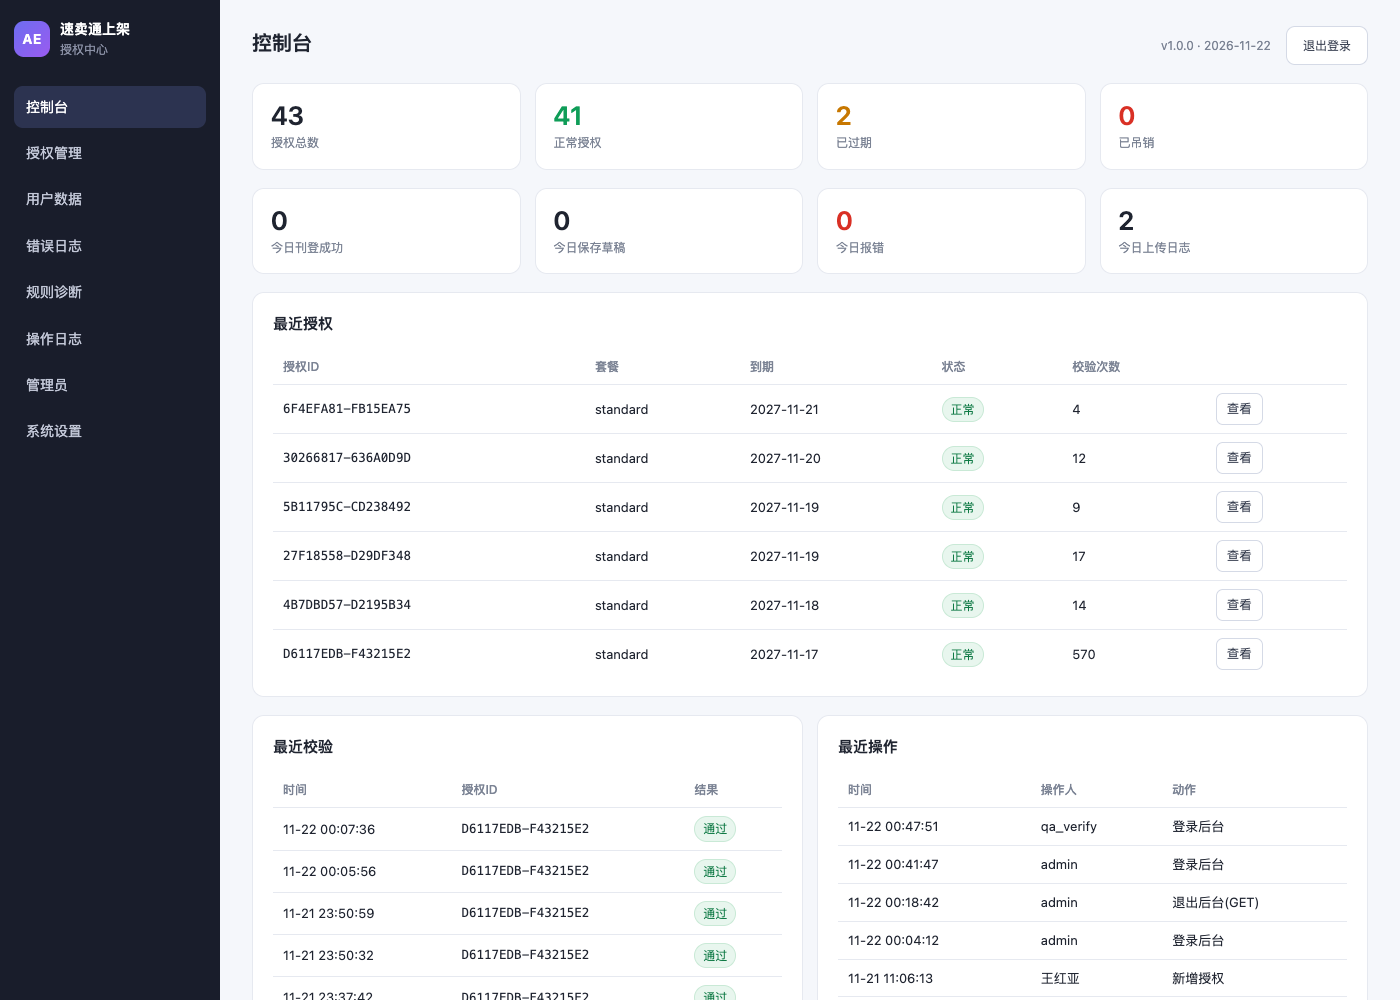 AE
速卖通上架
授权中心
控制台
授权管理
用户数据
错误日志
规则诊断
操作日志
管理员
系统设置
控制台
v1.0.0 · 2026-11-22
退出登录
43
授权总数
41
正常授权
2
已过期
0
已吊销
0
今日刊登成功
0
今日保存草稿
0
今日报错
2
今日上传日志
最近授权
授权ID 套餐 到期 状态 校验次数
6F4EFA81-FB15EA75 standard 2027-11-21 正常 4 查看
30266817-636A0D9D standard 2027-11-20 正常 12 查看
5B11795C-CD238492 standard 2027-11-19 正常 9 查看
27F18558-D29DF348 standard 2027-11-19 正常 17 查看
4B7DBD57-D2195B34 standard 2027-11-18 正常 14 查看
D6117EDB-F43215E2 standard 2027-11-17 正常 570 查看
最近校验
时间 授权ID 结果
11-22 00:07:36 D6117EDB-F43215E2 通过
11-22 00:05:56 D6117EDB-F43215E2 通过
11-21 23:50:59 D6117EDB-F43215E2 通过
11-21 23:50:32 D6117EDB-F43215E2 通过
11-21 23:37:42 D6117EDB-F43215E2 通过
最近操作
时间 操作人 动作
11-22 00:47:51 qa_verify 登录后台
11-22 00:41:47 admin 登录后台
11-22 00:18:42 admin 退出后台(GET)
11-22 00:04:12 admin 登录后台
11-21 11:06:13 王红亚 新增授权